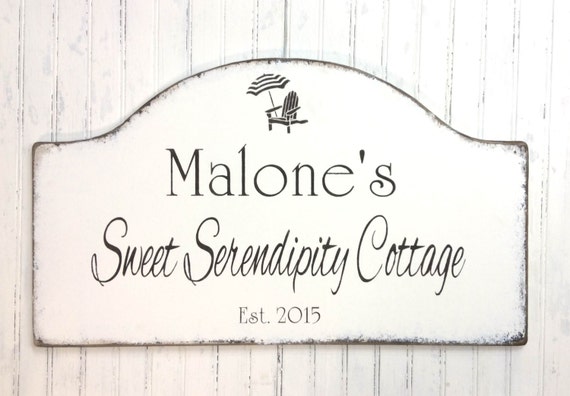 Malone's
Sweet Serendipity Cottage
Est. 2015